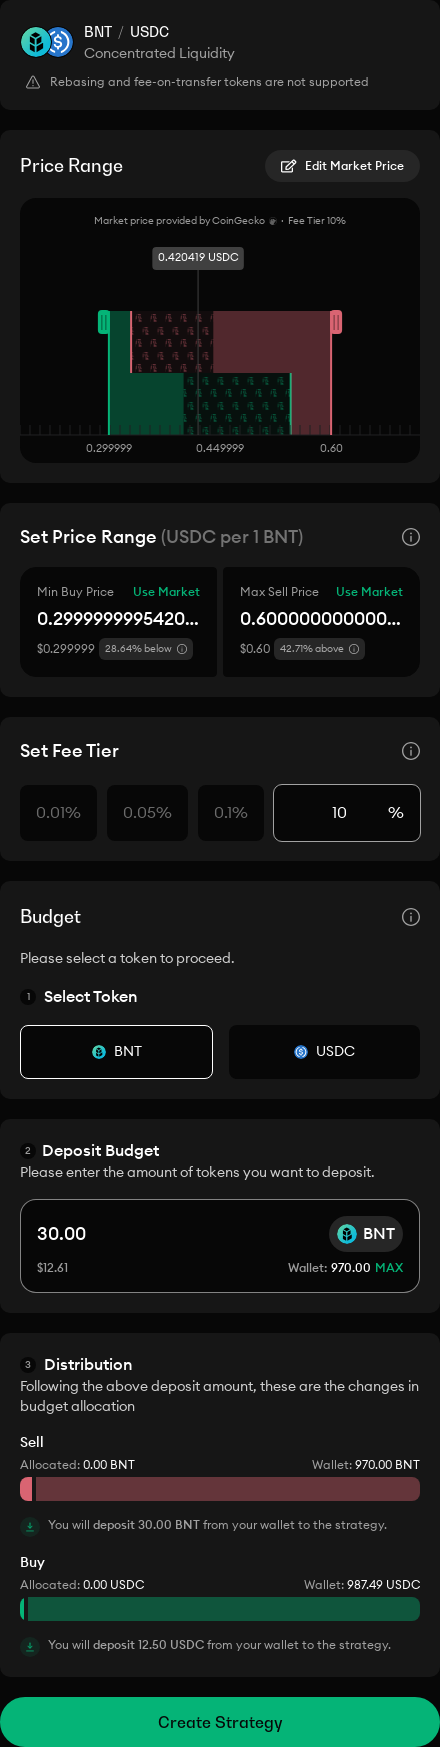 BNT / USDC
Concentrated Liquidity
Rebasing and fee-on-transfer tokens are not supported
Price Range
Edit Market Price
Market price provided by CoinGecko · Fee Tier 10%
0.420419 USDC
0.299999 0.449999 0.60
Set Price Range (USDC per 1 BNT)
Min Buy Price Use Market
0.2999999995420...
$0.299999 28.64% below
Max Sell Price Use Market
0.600000000000...
$0.60 42.71% above
Set Fee Tier
0.01% 0.05% 0.1% 10 %
Budget
Please select a token to proceed.
1 Select Token
BNT USDC
2 Deposit Budget
Please enter the amount of tokens you want to deposit.
30.00 BNT
$12.61 Wallet: 970.00 MAX
3 Distribution
Following the above deposit amount, these are the changes in
budget allocation
Sell
Allocated: 0.00 BNT Wallet: 970.00 BNT
You will deposit 30.00 BNT from your wallet to the strategy.
Buy
Allocated: 0.00 USDC Wallet: 987.49 USDC
You will deposit 12.50 USDC from your wallet to the strategy.
Create Strategy